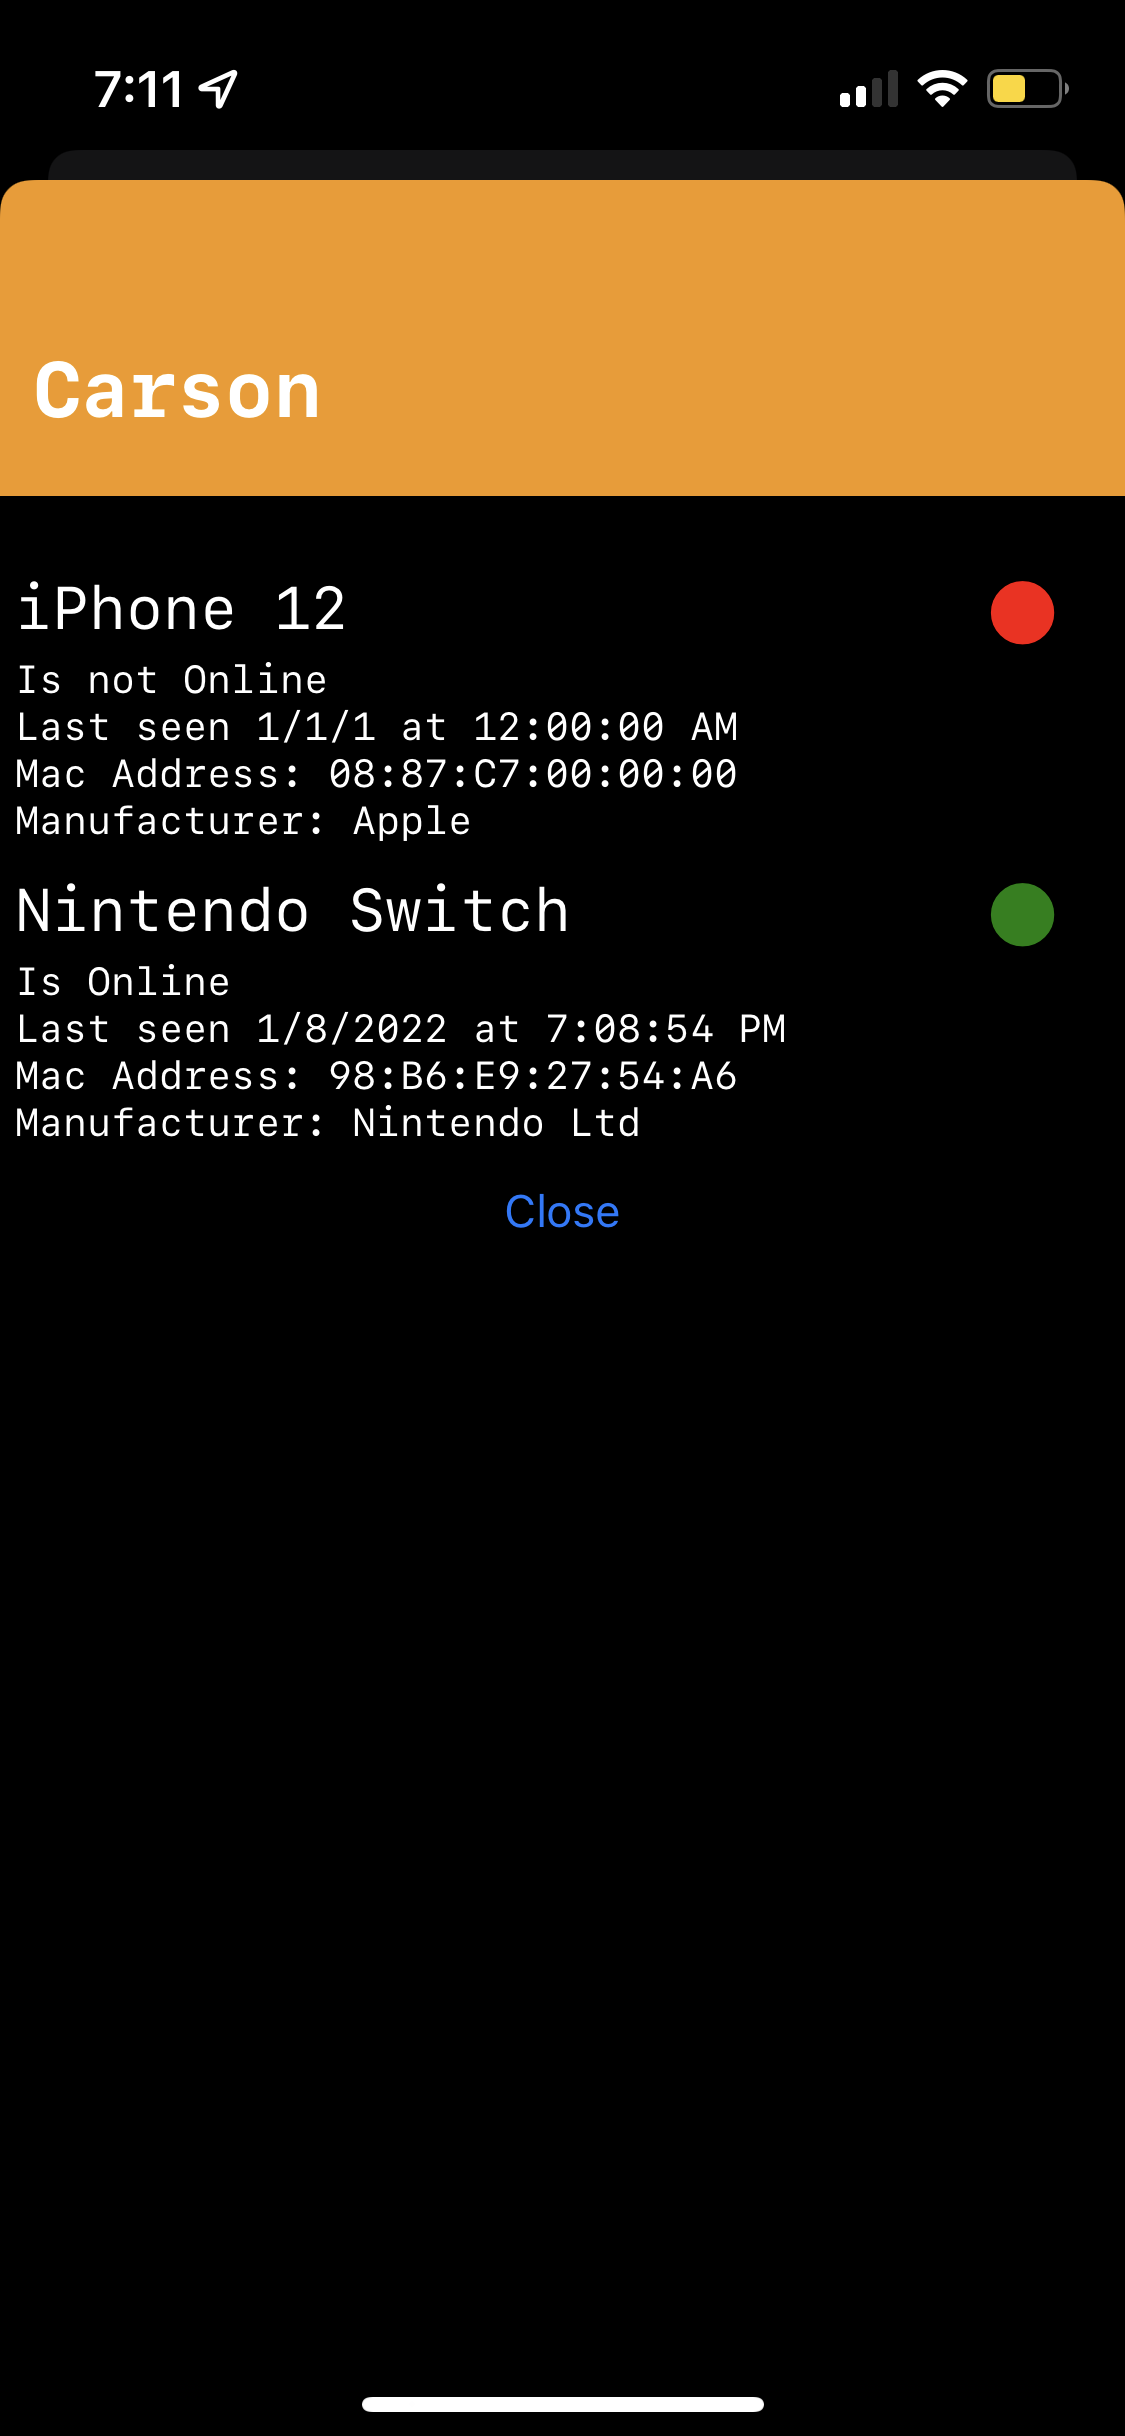 7:11
Carson
iPhone 12
Is not Online
Last seen 1/1/1 at 12:00:00 AM
Mac Address: 08:87:C7:00:00:00
Manufacturer: Apple
Nintendo Switch
Is Online
Last seen 1/8/2022 at 7:08:54 PM
Mac Address: 98:B6:E9:27:54:A6
Manufacturer: Nintendo Ltd
Close